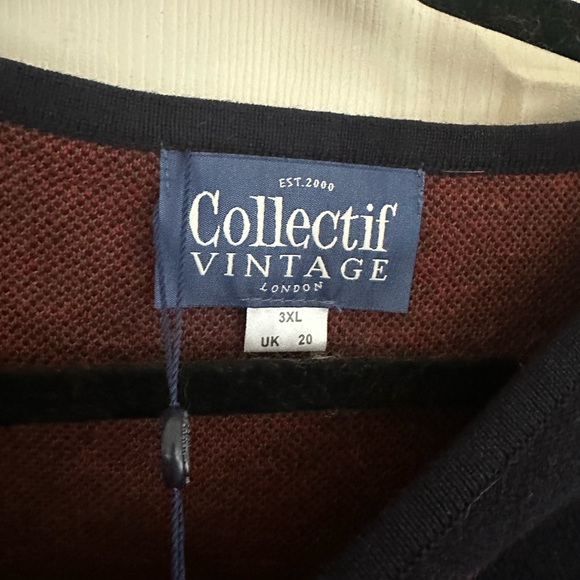 EST.2000
Collectif
VINTAGE
LONDON
3XL
UK 20